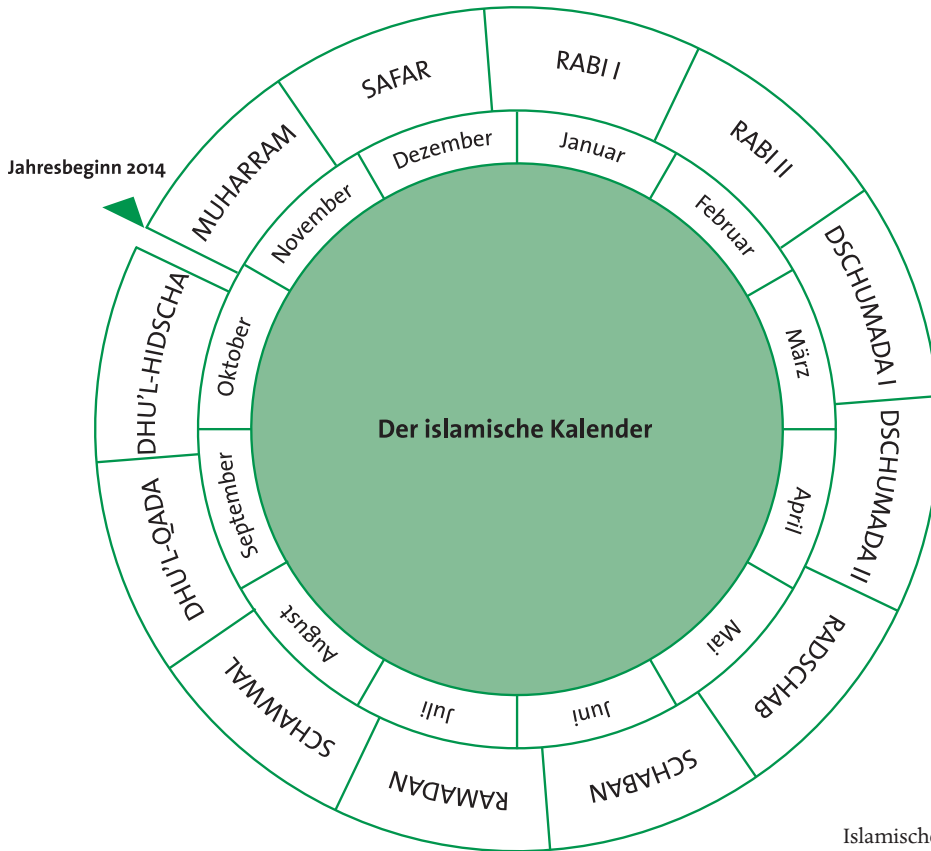 Jahresbeginn 2014
MUHARRAM
SAFAR
RABI I
RABI II
DSCHUMADA I
DSCHUMADA II
RADSCHAB
SCHABAN
RAMADAN
SCHAWWAL
DHU'L-QADA
DHU'L-HIDSCHA
Januar
Februar
März
April
Mai
Juni
Juli
August
September
Oktober
November
Dezember
Der islamische Kalender
Islamische